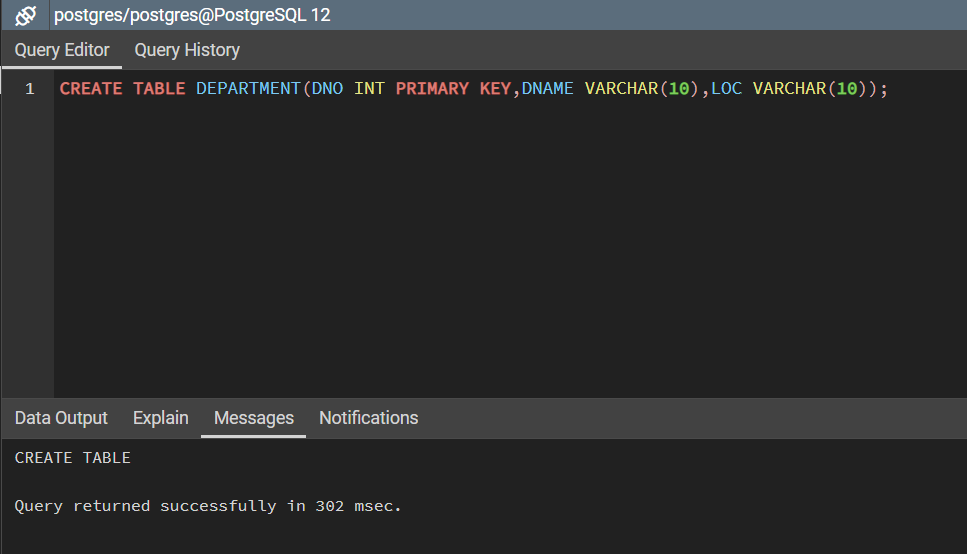 postgres/postgres@PostgreSQL 12
Query Editor Query History
1 CREATE TABLE DEPARTMENT(DNO INT PRIMARY KEY,DNAME VARCHAR(10),LOC VARCHAR(10));
Data Output Explain Messages Notifications
CREATE TABLE
Query returned successfully in 302 msec.